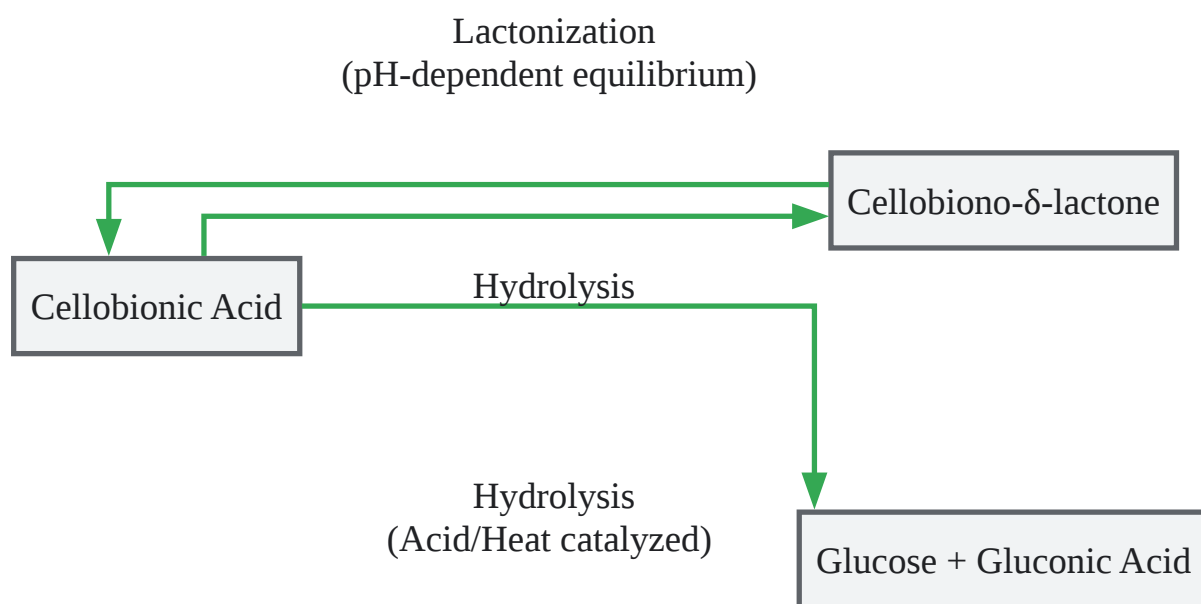 Lactonization
(pH-dependent equilibrium)
Cellobiono-δ-lactone
Hydrolysis
Cellobionic Acid
Hydrolysis
(Acid/Heat catalyzed)
Glucose + Gluconic Acid